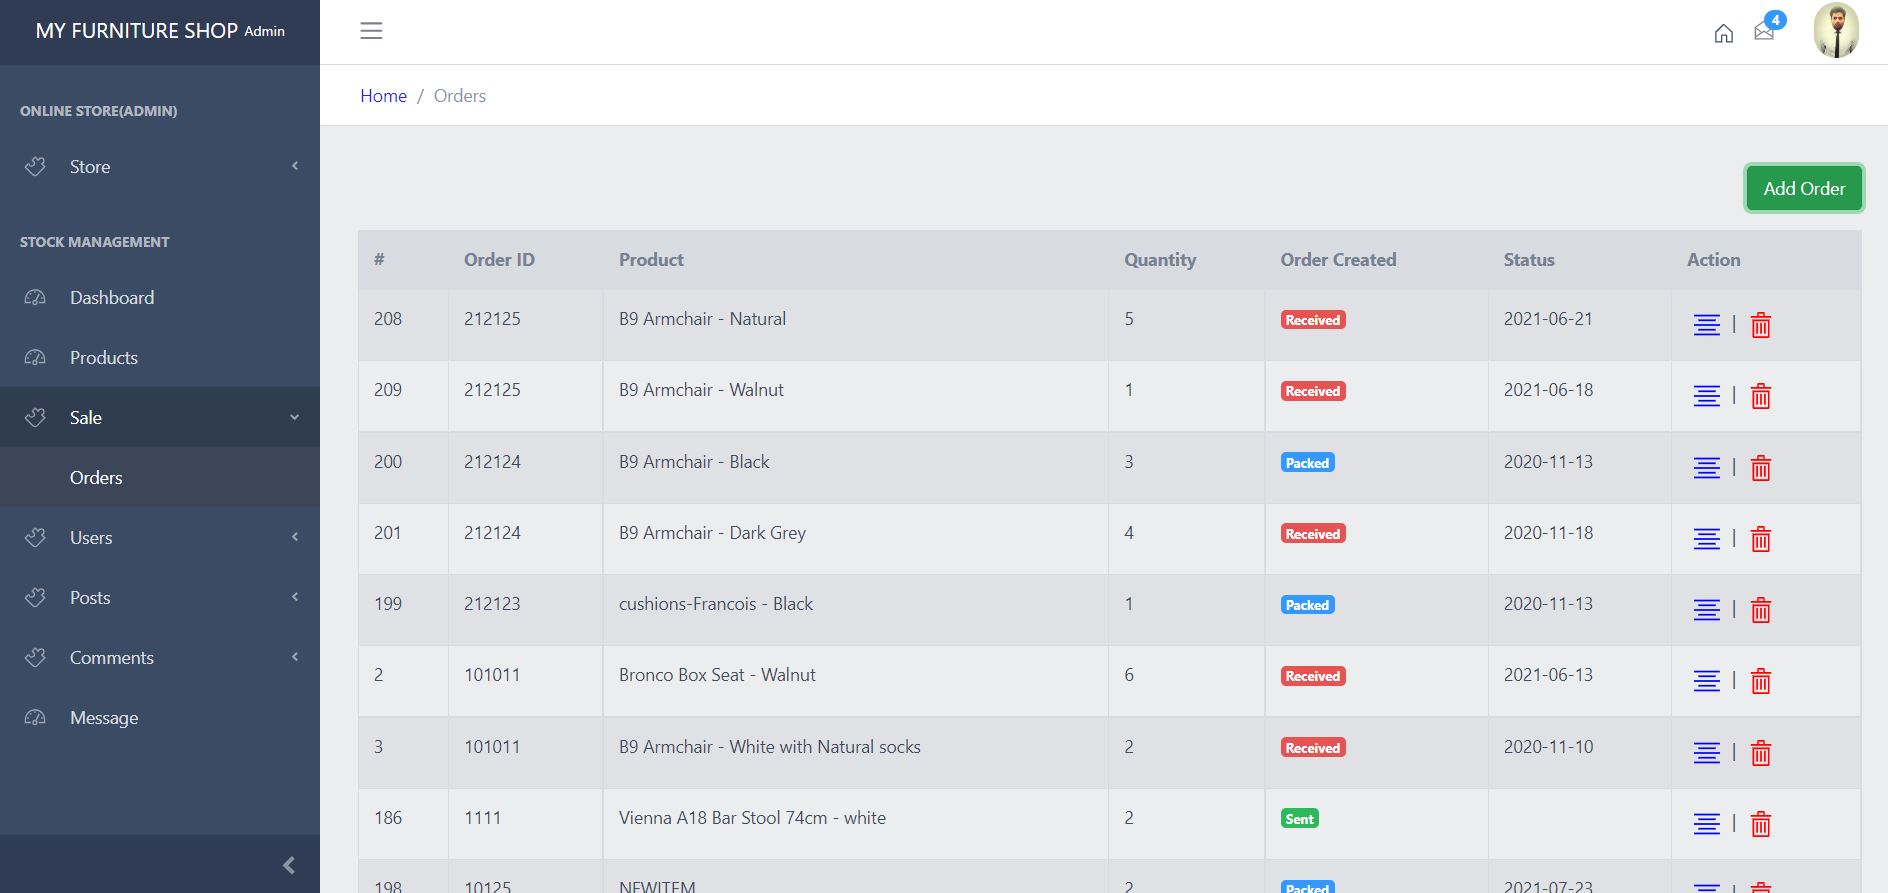 MY FURNITURE SHOP Admin
4
Home / Orders
ONLINE STORE(ADMIN)
Store
STOCK MANAGEMENT
Dashboard
Products
Sale
Orders
Users
Posts
Comments
Message
Add Order
# Order ID Product Quantity Order Created Status Action
208 212125 B9 Armchair - Natural 5 Received 2021-06-21 |
209 212125 B9 Armchair - Walnut 1 Received 2021-06-18 |
200 212124 B9 Armchair - Black 3 Packed 2020-11-13 |
201 212124 B9 Armchair - Dark Grey 4 Received 2020-11-18 |
199 212123 cushions-Francois - Black 1 Packed 2020-11-13 |
2 101011 Bronco Box Seat - Walnut 6 Received 2021-06-13 |
3 101011 B9 Armchair - White with Natural socks 2 Received 2020-11-10 |
186 1111 Vienna A18 Bar Stool 74cm - white 2 Sent |
198 10125 NEWITEM 2 Packed 2021-07-23 |